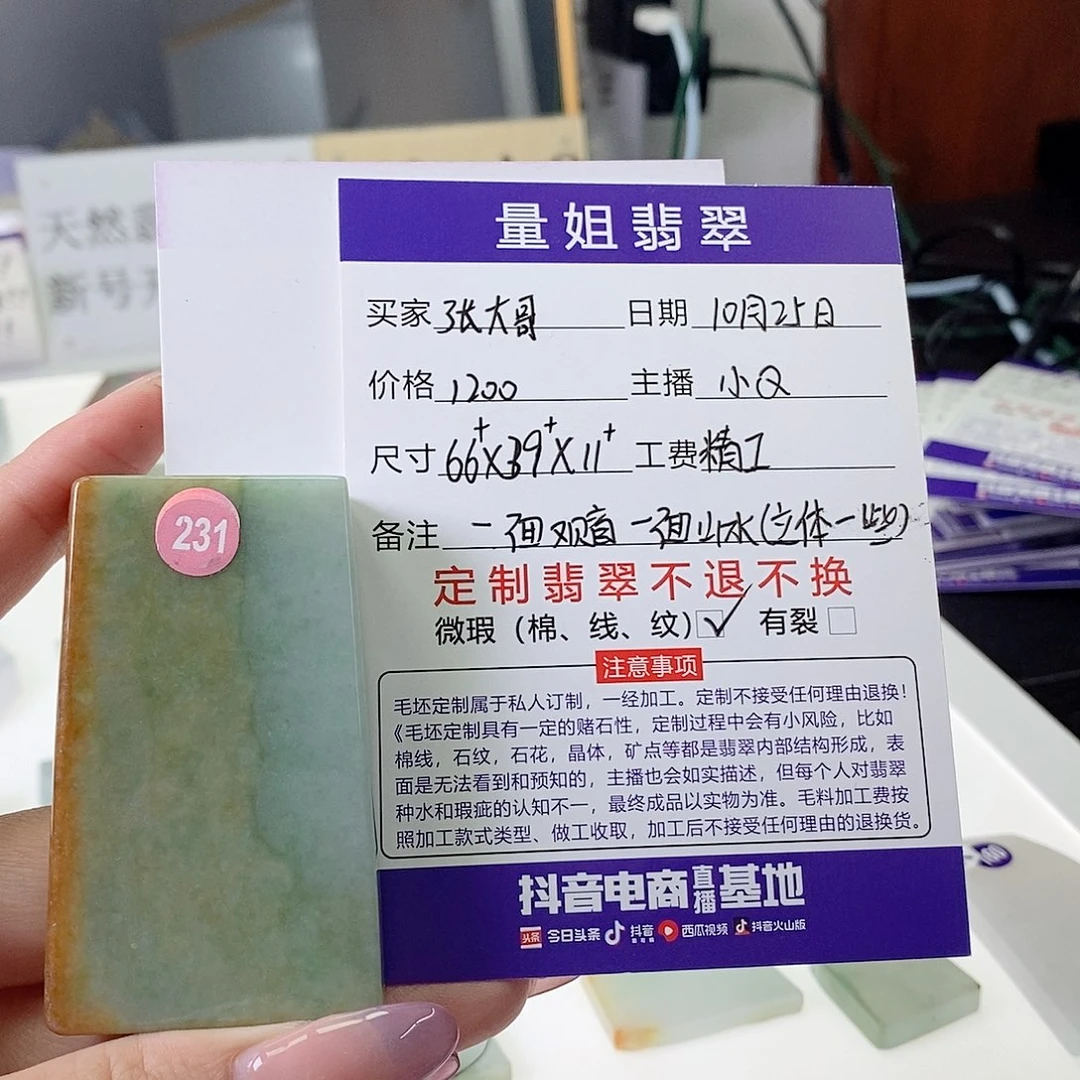 天然
新号
量姐翡翠
买家 张大哥 日期 10月25日
价格 1200 主播 小Q
尺寸 66⁺X39⁺X11⁺ 工费 精工
备注 一面观音 一面山水(立体一些)
定制翡翠不退不换
微瑕（棉、线、纹）☑ 有裂□
注意事项
毛坯定制属于私人订制，一经加工。定制不接受任何理由退换！
《毛坯定制具有一定的赌石性，定制过程中会有小风险，比如
棉线，石纹，石花，晶体，矿点等都是翡翠内部结构形成，表
面是无法看到和预知的，主播也会如实描述，但每个人对翡翠
种水和瑕疵的认知不一，最终成品以实物为准。毛料加工费按
照加工款式类型、做工收取，加工后不接受任何理由的退换货。
抖音电商直播基地
头条 今日头条 抖音 西瓜视频 抖音火山版
231